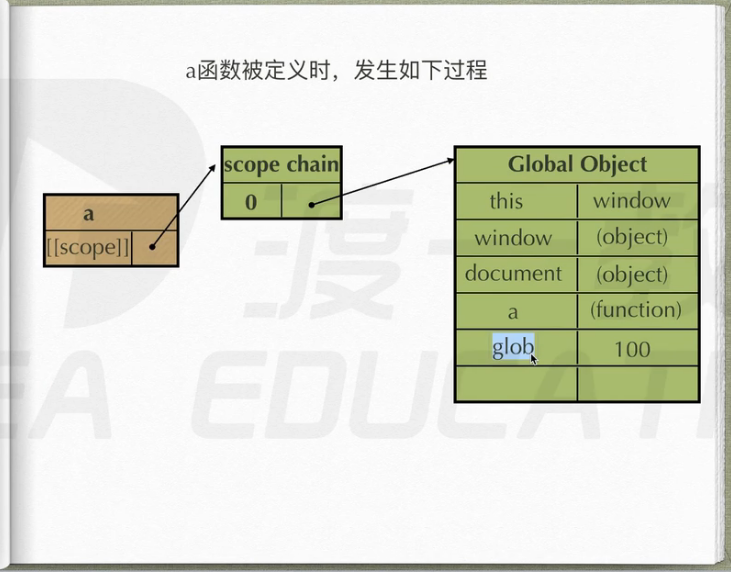 a函数被定义时，发生如下过程
a
[[scope]]
scope chain
0
Global Object
this window
window (object)
document (object)
a (function)
glob 100
渡一教
EA EDUCATI